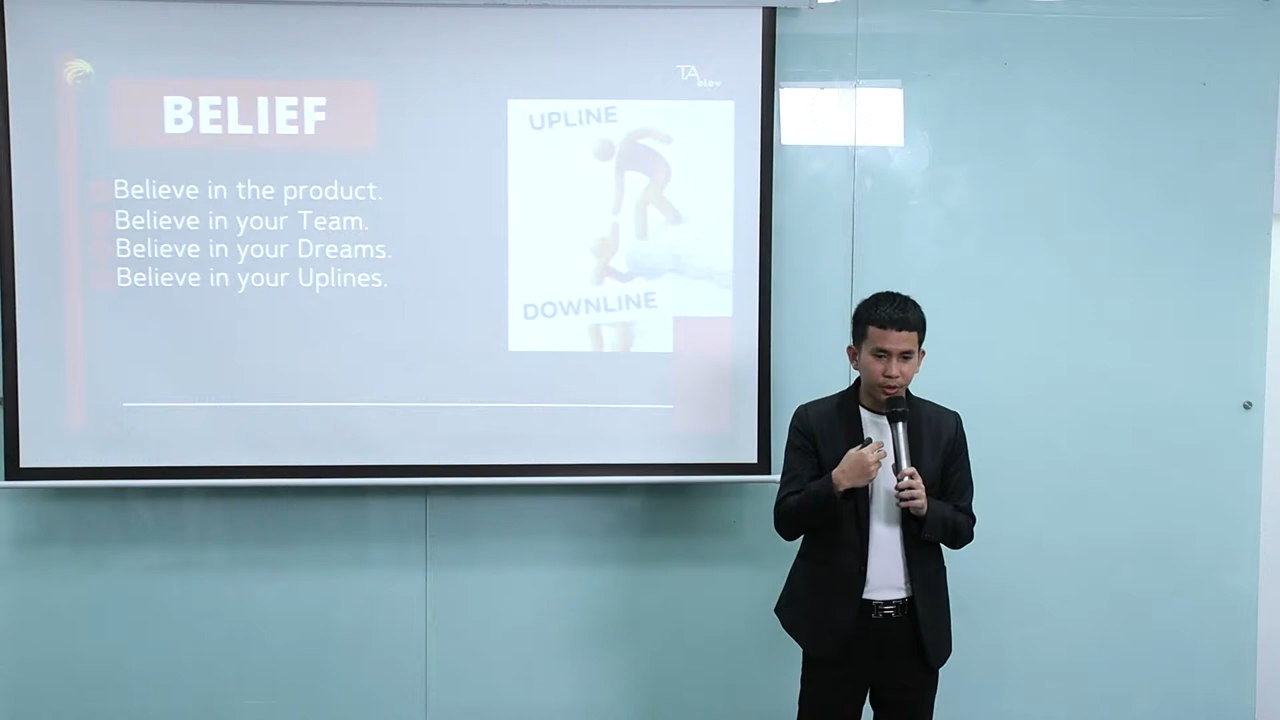 BELIEF
Believe in the product.
Believe in your Team.
Believe in your Dreams.
Believe in your Uplines.
TA
UPLINE
DOWNLINE